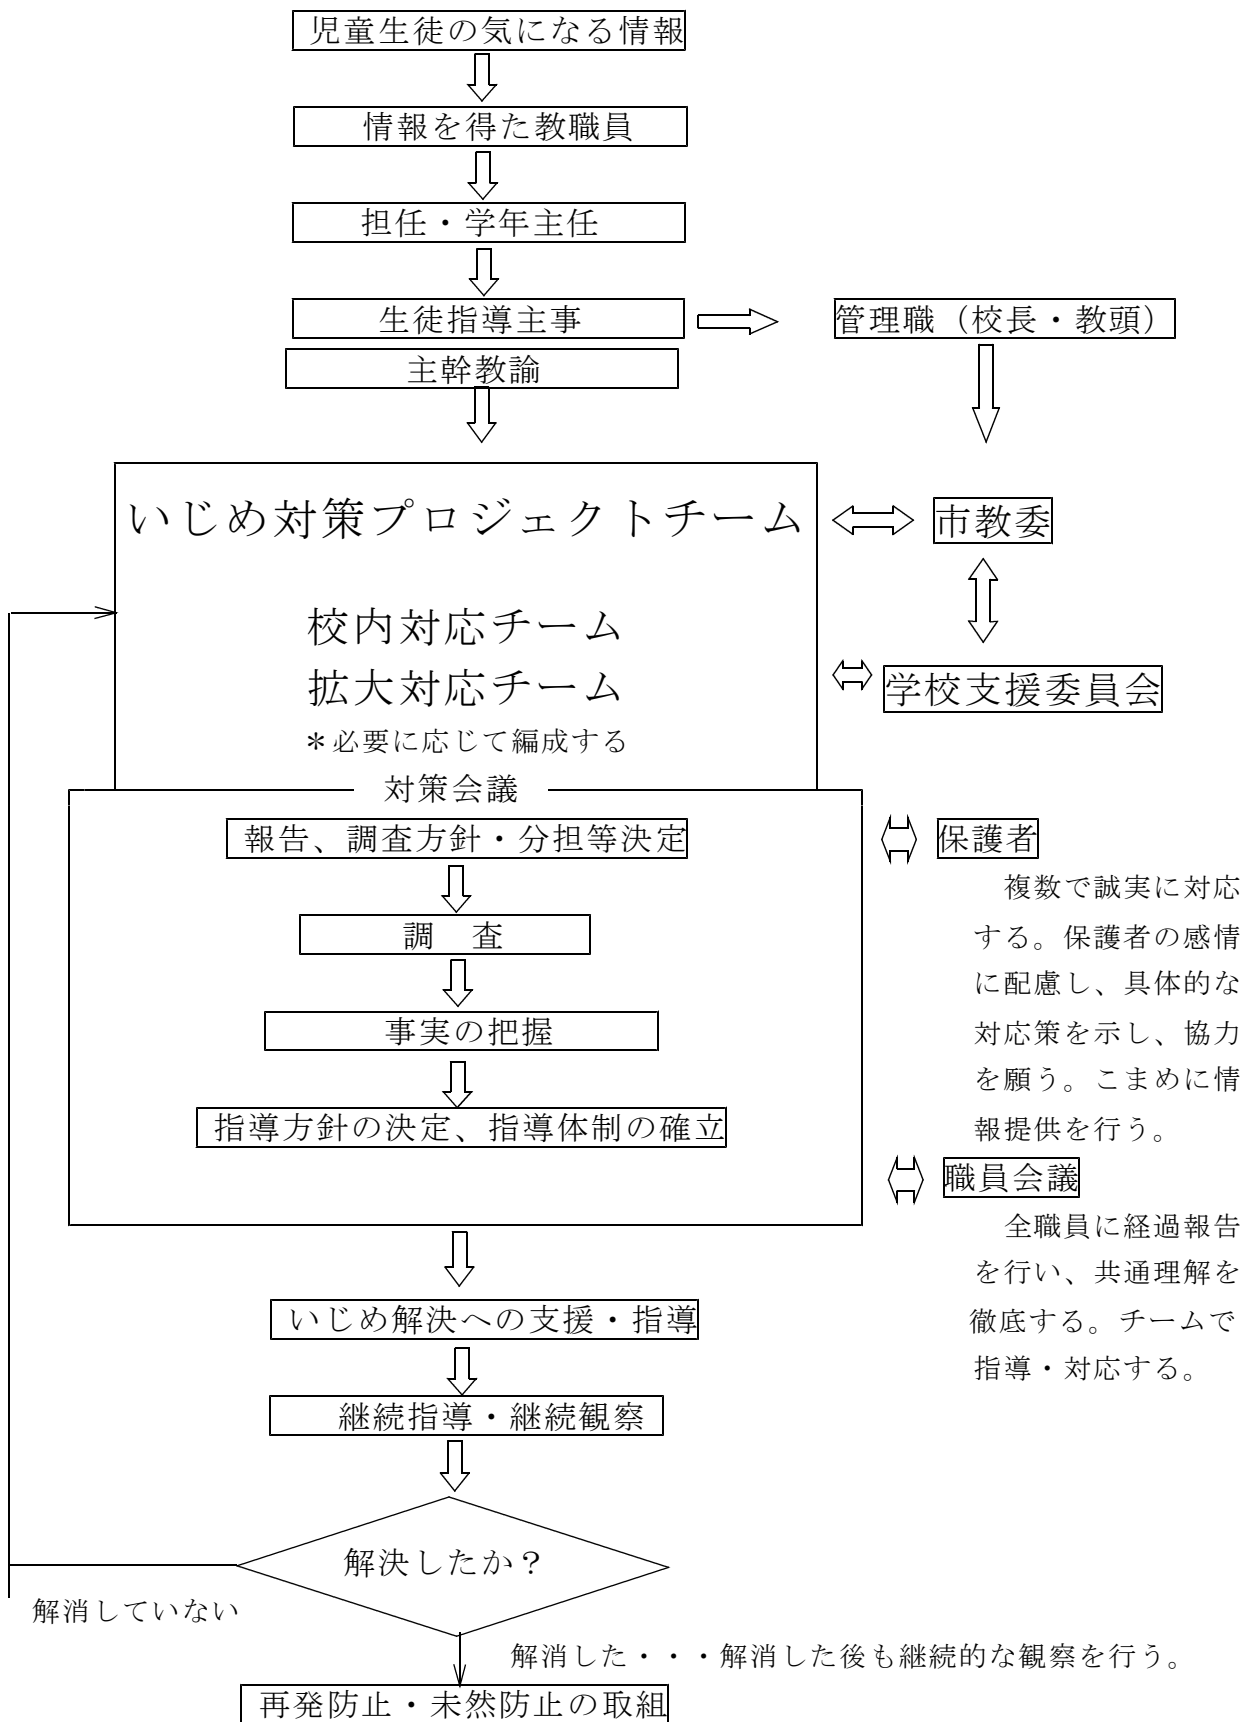 児童生徒の気になる情報
情報を得た教職員
担任・学年主任
生徒指導主事
管理職（校長・教頭）
主幹教諭
いじめ対策プロジェクトチーム
市教委
校内対応チーム
拡大対応チーム
学校支援委員会
＊必要に応じて編成する
対策会議
報告、調査方針・分担等決定
保護者
複数で誠実に対応
する。保護者の感情
に配慮し、具体的な
対応策を示し、協力
を願う。こまめに情
報提供を行う。
調　査
事実の把握
指導方針の決定、指導体制の確立
職員会議
全職員に経過報告
を行い、共通理解を
徹底する。チームで
指導・対応する。
いじめ解決への支援・指導
継続指導・継続観察
解決したか？
解消していない
解消した・・・解消した後も継続的な観察を行う。
再発防止・未然防止の取組